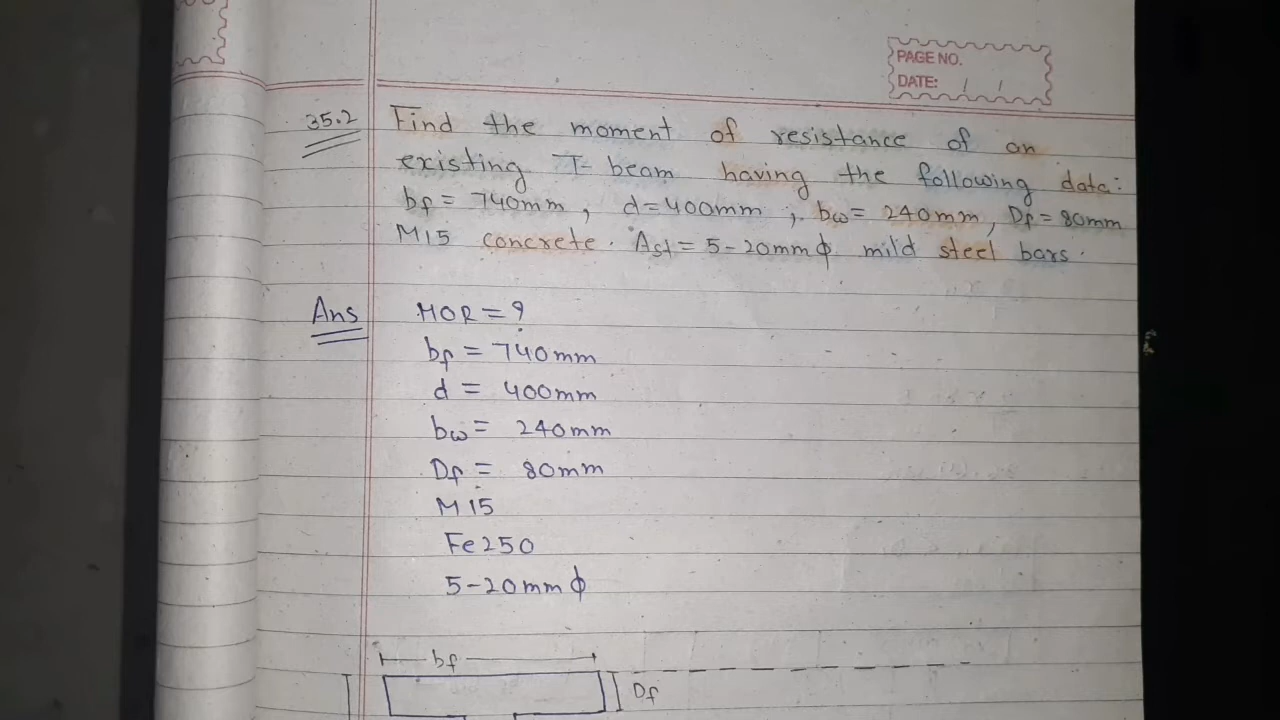 PAGE NO.
DATE: / /
35.2 Find the moment of resistance of an
existing T-beam having the following data:
bf = 740mm, d=400mm, bw= 240mm, Df = 80mm
M15 concrete. Ast = 5-20mmϕ mild steel bars.
Ans MOR = ?
bf = 740mm
d = 400mm
bw = 240mm
Df = 80mm
M15
Fe250
5-20mmϕ
bf
Df